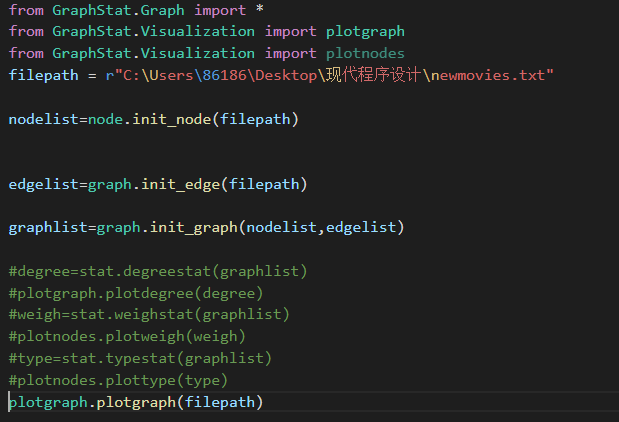 from GraphStat.Graph import *
from GraphStat.Visualization import plotgraph
from GraphStat.Visualization import plotnodes
filepath = r"C:\Users\86186\Desktop\现代程序设计\newmovies.txt"
nodelist=node.init_node(filepath)
edgelist=graph.init_edge(filepath)
graphlist=graph.init_graph(nodelist,edgelist)
#degree=stat.degreestat(graphlist)
#plotgraph.plotdegree(degree)
#weigh=stat.weighstat(graphlist)
#plotnodes.plotweigh(weigh)
#type=stat.typestat(graphlist)
#plotnodes.plottype(type)
plotgraph.plotgraph(filepath)